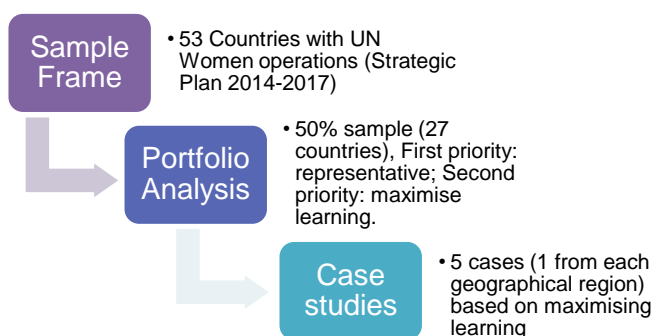 Sample
Frame
• 53 Countries with UN
Women operations (Strategic
Plan 2014-2017)
Portfolio
Analysis
• 50% sample (27
countries), First priority:
representative; Second
priority: maximise
learning.
Case
studies
• 5 cases (1 from each
geographical region)
based on maximising
learning